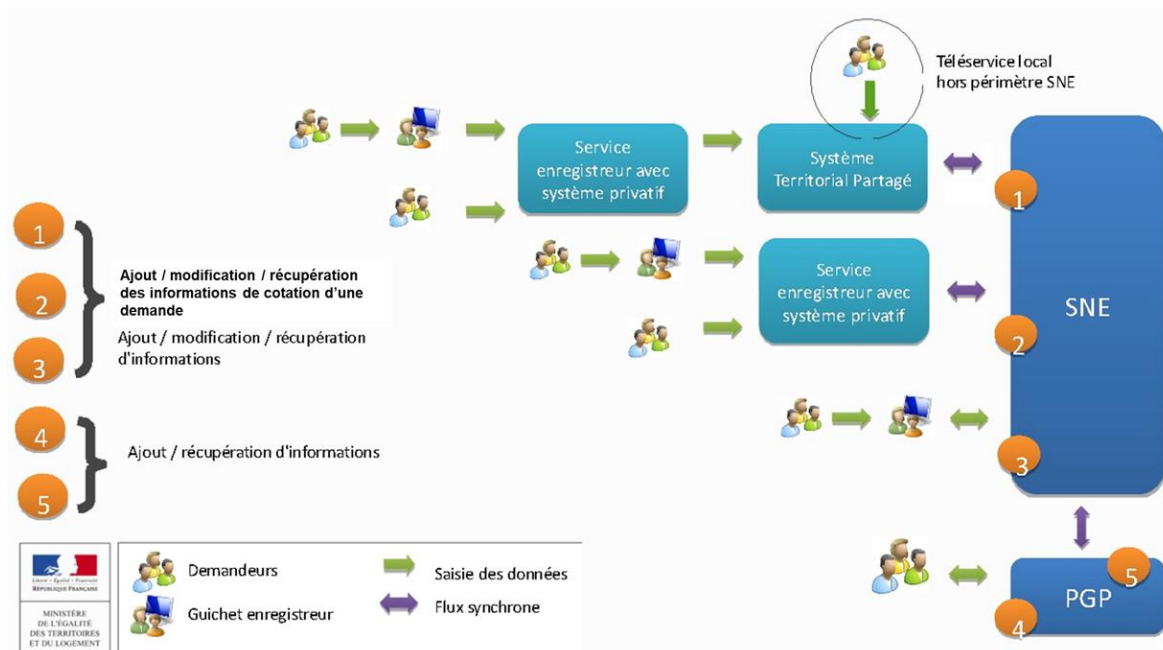 Téléservice local
hors périmètre SNE
Service
enregistreur avec
système privatif
Système
Territorial Partagé
SNE
1
Service
enregistreur avec
système privatif
2
3
1
2
3
Ajout / modification / récupération
des informations de cotation d'une
demande
Ajout / modification / récupération
d'informations
4
5
Ajout / récupération d'informations
PGP
5
4
Liberté • Égalité • Fraternité
RÉPUBLIQUE FRANÇAISE
MINISTÈRE
DE L'ÉGALITÉ
DES TERRITOIRES
ET DU LOGEMENT
Demandeurs
Guichet enregistreur
Saisie des données
Flux synchrone